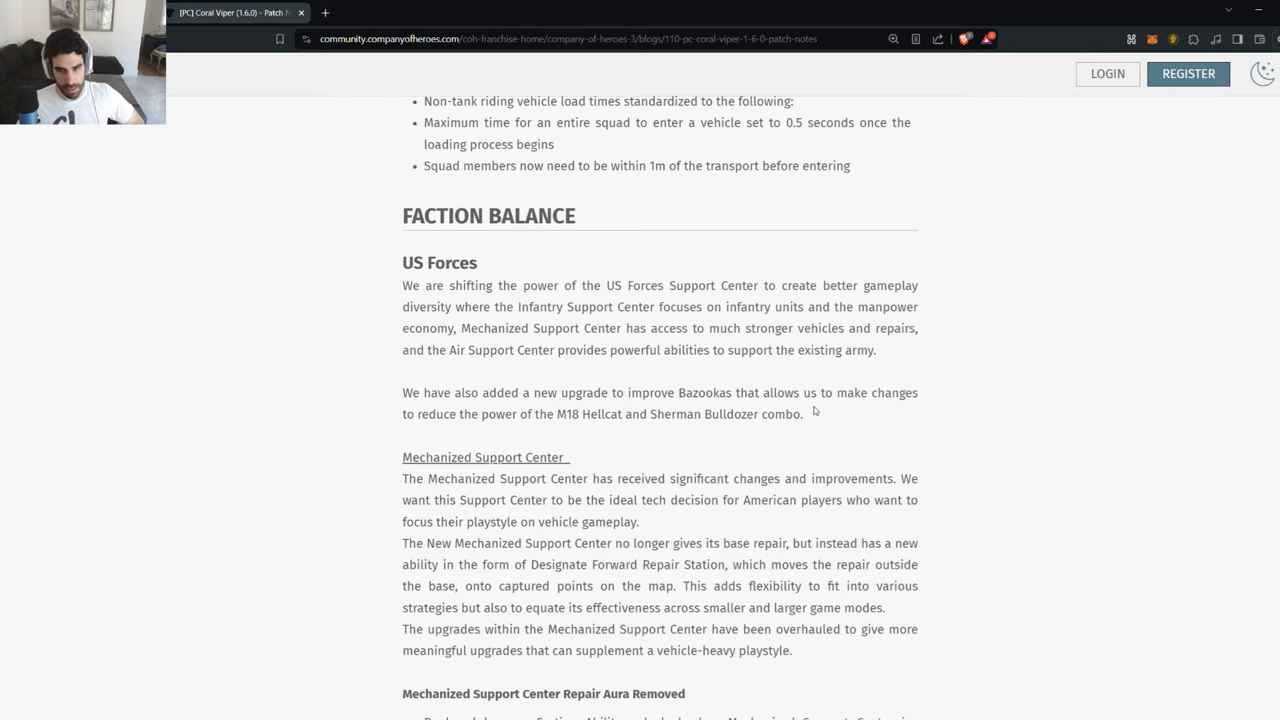 [PC] Coral Viper (1.6.0) - Patch N
community.companyofheroes.com/coh-franchise-home/company-of-heroes-3/blogs/110-pc-coral-viper-1-6-0-patch-notes
LOGIN
REGISTER
Non-tank riding vehicle load times standardized to the following:
Maximum time for an entire squad to enter a vehicle set to 0.5 seconds once the
loading process begins
Squad members now need to be within 1m of the transport before entering
FACTION BALANCE
US Forces
We are shifting the power of the US Forces Support Center to create better gameplay
diversity where the Infantry Support Center focuses on infantry units and the manpower
economy, Mechanized Support Center has access to much stronger vehicles and repairs,
and the Air Support Center provides powerful abilities to support the existing army.
We have also added a new upgrade to improve Bazookas that allows us to make changes
to reduce the power of the M18 Hellcat and Sherman Bulldozer combo.
Mechanized Support Center
The Mechanized Support Center has received significant changes and improvements. We
want this Support Center to be the ideal tech decision for American players who want to
focus their playstyle on vehicle gameplay.
The New Mechanized Support Center no longer gives its base repair, but instead has a new
ability in the form of Designate Forward Repair Station, which moves the repair outside
the base, onto captured points on the map. This adds flexibility to fit into various
strategies but also to equate its effectiveness across smaller and larger game modes.
The upgrades within the Mechanized Support Center have been overhauled to give more
meaningful upgrades that can supplement a vehicle-heavy playstyle.
Mechanized Support Center Repair Aura Removed